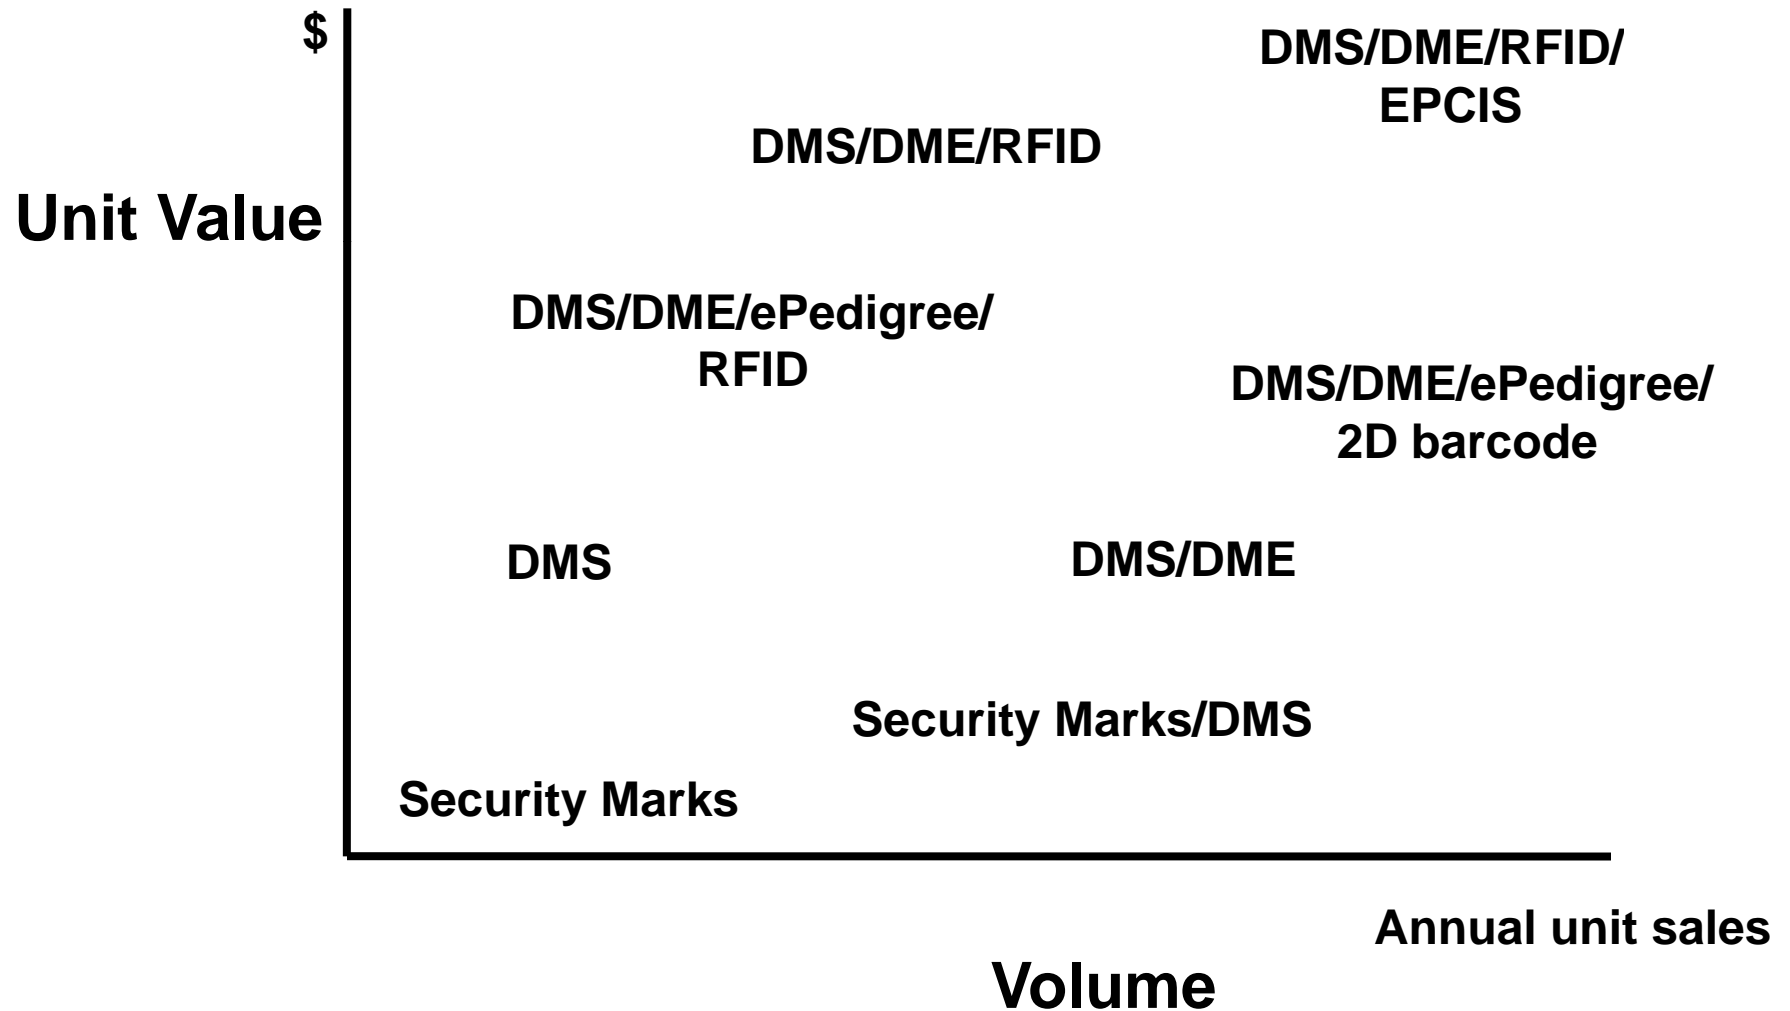 $
DMS/DME/RFID/
EPCIS
DMS/DME/RFID
Unit Value
DMS/DME/ePedigree/
RFID
DMS/DME/ePedigree/
2D barcode
DMS
DMS/DME
Security Marks/DMS
Security Marks
Annual unit sales
Volume